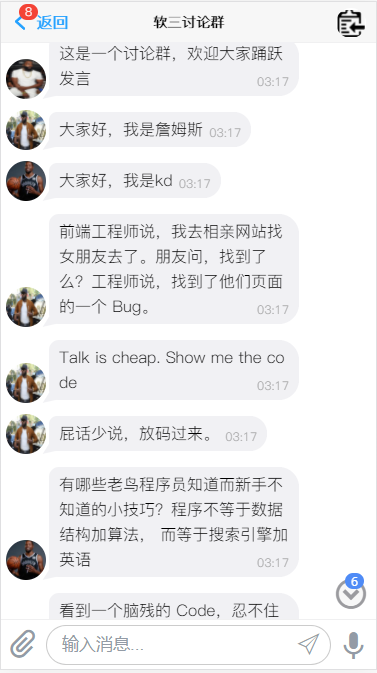 8
返回
软三讨论群
这是一个讨论群，欢迎大家踊跃
发言
03:17
大家好，我是詹姆斯
03:17
大家好，我是kd
03:17
前端工程师说，我去相亲网站找
女朋友去了。朋友问，找到了
么？工程师说，找到了他们页面
的一个 Bug。
03:17
Talk is cheap. Show me the co
de
03:17
屁话少说，放码过来。
03:17
有哪些老鸟程序员知道而新手不
知道的小技巧？程序不等于数据
结构加算法， 而等于搜索引擎加
英语
03:17
6
看到一个脑残的 Code，忍不住
输入消息...